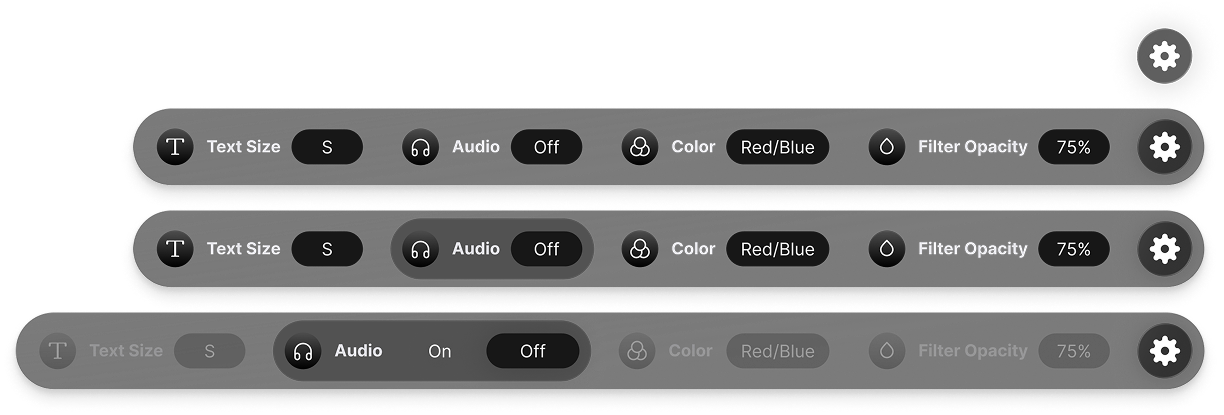 T Text Size S Audio Off Color Red/Blue Filter Opacity 75%
T Text Size S Audio Off Color Red/Blue Filter Opacity 75%
T Text Size S Audio On Off Color Red/Blue Filter Opacity 75%